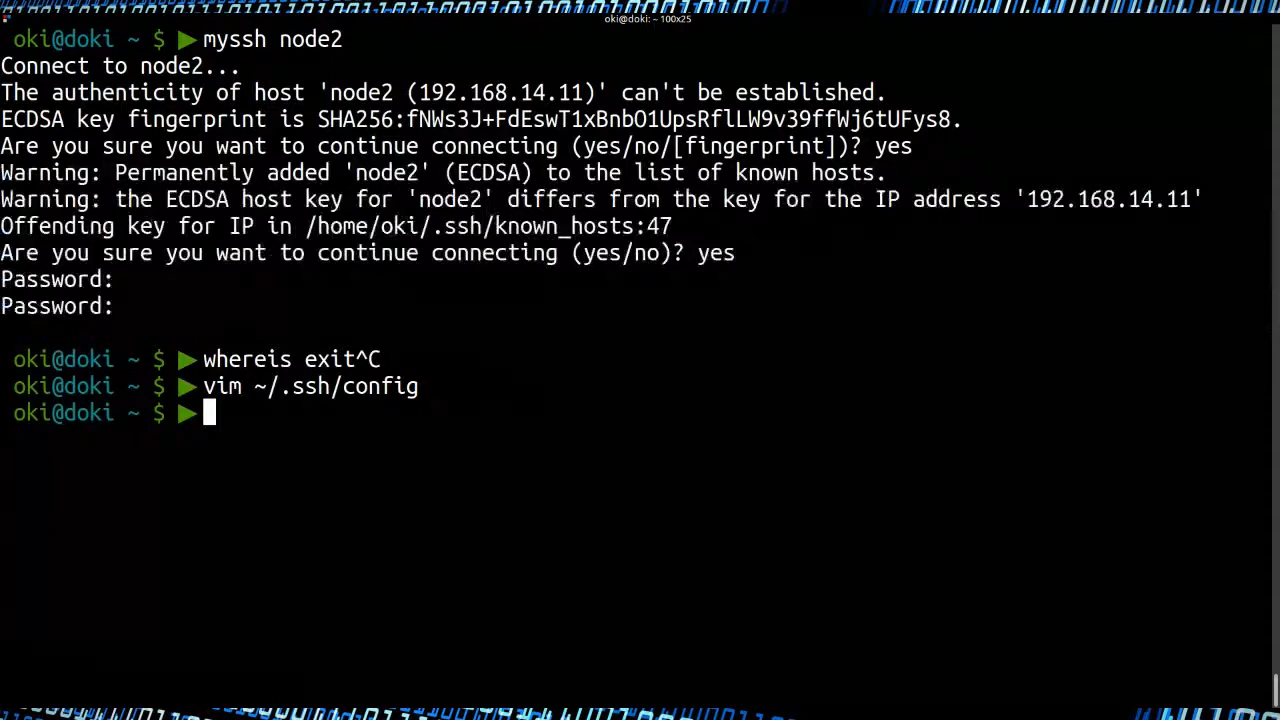 oki@doki: ~ 100x25
oki@doki ~ $ ▶myssh node2
Connect to node2...
The authenticity of host 'node2 (192.168.14.11)' can't be established.
ECDSA key fingerprint is SHA256:fNWs3J+FdEswT1xBnbO1UpsRflLW9v39ffWj6tUFys8.
Are you sure you want to continue connecting (yes/no/[fingerprint])? yes
Warning: Permanently added 'node2' (ECDSA) to the list of known hosts.
Warning: the ECDSA host key for 'node2' differs from the key for the IP address '192.168.14.11'
Offending key for IP in /home/oki/.ssh/known_hosts:47
Are you sure you want to continue connecting (yes/no)? yes
Password:
Password:
oki@doki ~ $ ▶whereis exit^C
oki@doki ~ $ ▶vim ~/.ssh/config
oki@doki ~ $ ▶